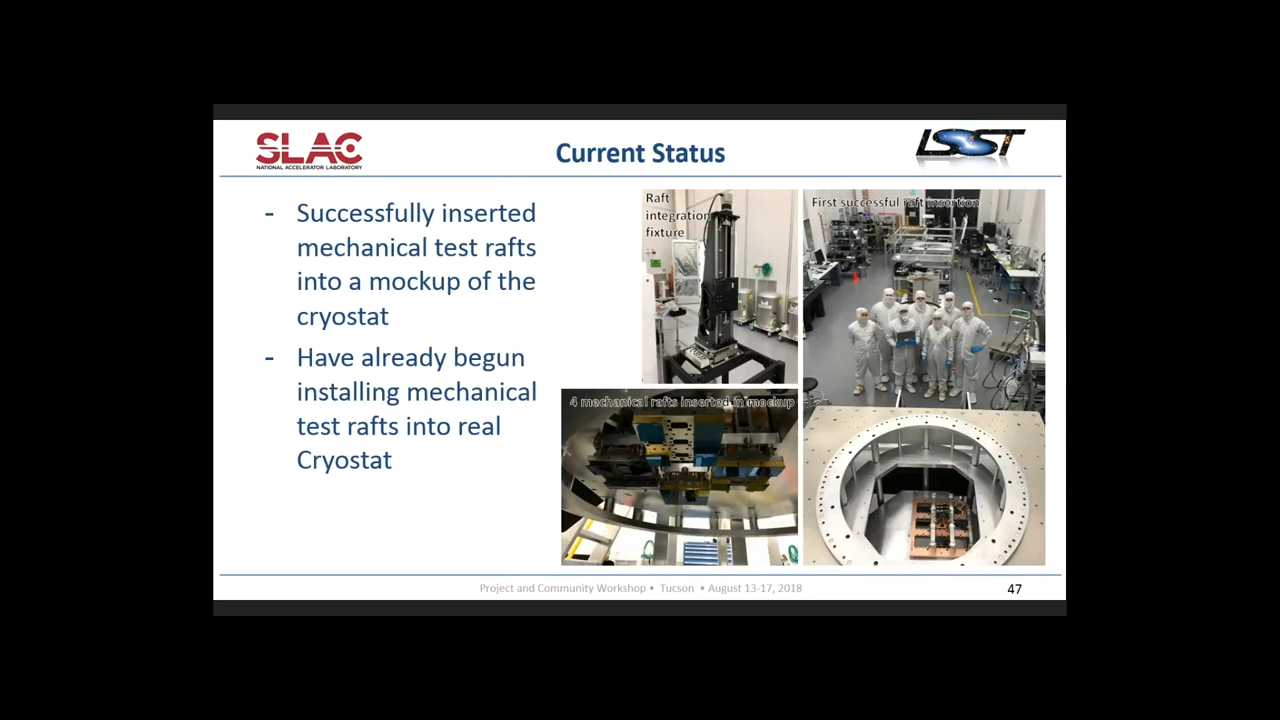 SLAC
NATIONAL ACCELERATOR LABORATORY
Current Status
LSST
- Successfully inserted
mechanical test rafts
into a mockup of the
cryostat
- Have already begun
installing mechanical
test rafts into real
Cryostat
Raft
integration
fixture
First successful raft insertion
4 mechanical rafts inserted in mockup
Project and Community Workshop ▪ Tucson ▪ August 13-17, 2018
47